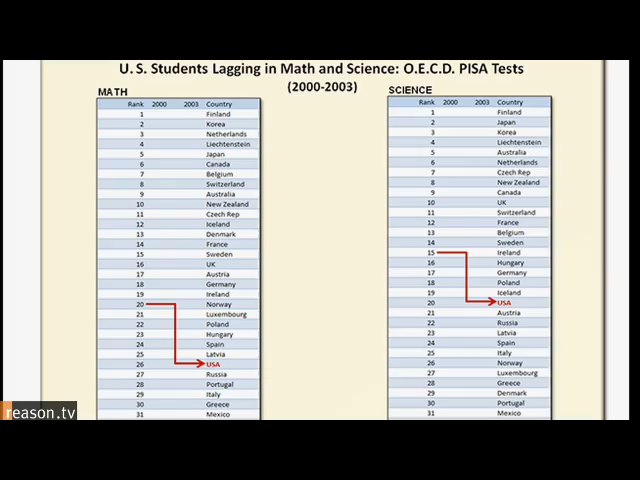 U. S. Students Lagging in Math and Science: O.E.C.D. PISA Tests
(2000-2003)
MATH
Rank 2000 2003 Country
1 Finland
2 Korea
3 Netherlands
4 Liechtenstein
5 Japan
6 Canada
7 Belgium
8 Switzerland
9 Australia
10 New Zealand
11 Czech Rep
12 Iceland
13 Denmark
14 France
15 Sweden
16 UK
17 Austria
18 Germany
19 Ireland
20 Norway
21 Luxembourg
22 Poland
23 Hungary
24 Spain
25 Latvia
26 USA
27 Russia
28 Portugal
29 Italy
30 Greece
31 Mexico
SCIENCE
Rank 2000 2003 Country
1 Finland
2 Japan
3 Korea
4 Liechtenstein
5 Australia
6 Netherlands
7 Czech Rep
8 New Zealand
9 Canada
10 UK
11 Switzerland
12 France
13 Belgium
14 Sweden
15 Ireland
16 Hungary
17 Germany
18 Poland
19 Iceland
20 USA
21 Austria
22 Russia
23 Latvia
24 Spain
25 Italy
26 Norway
27 Luxembourg
28 Greece
29 Denmark
30 Portugal
31 Mexico
reason.tv